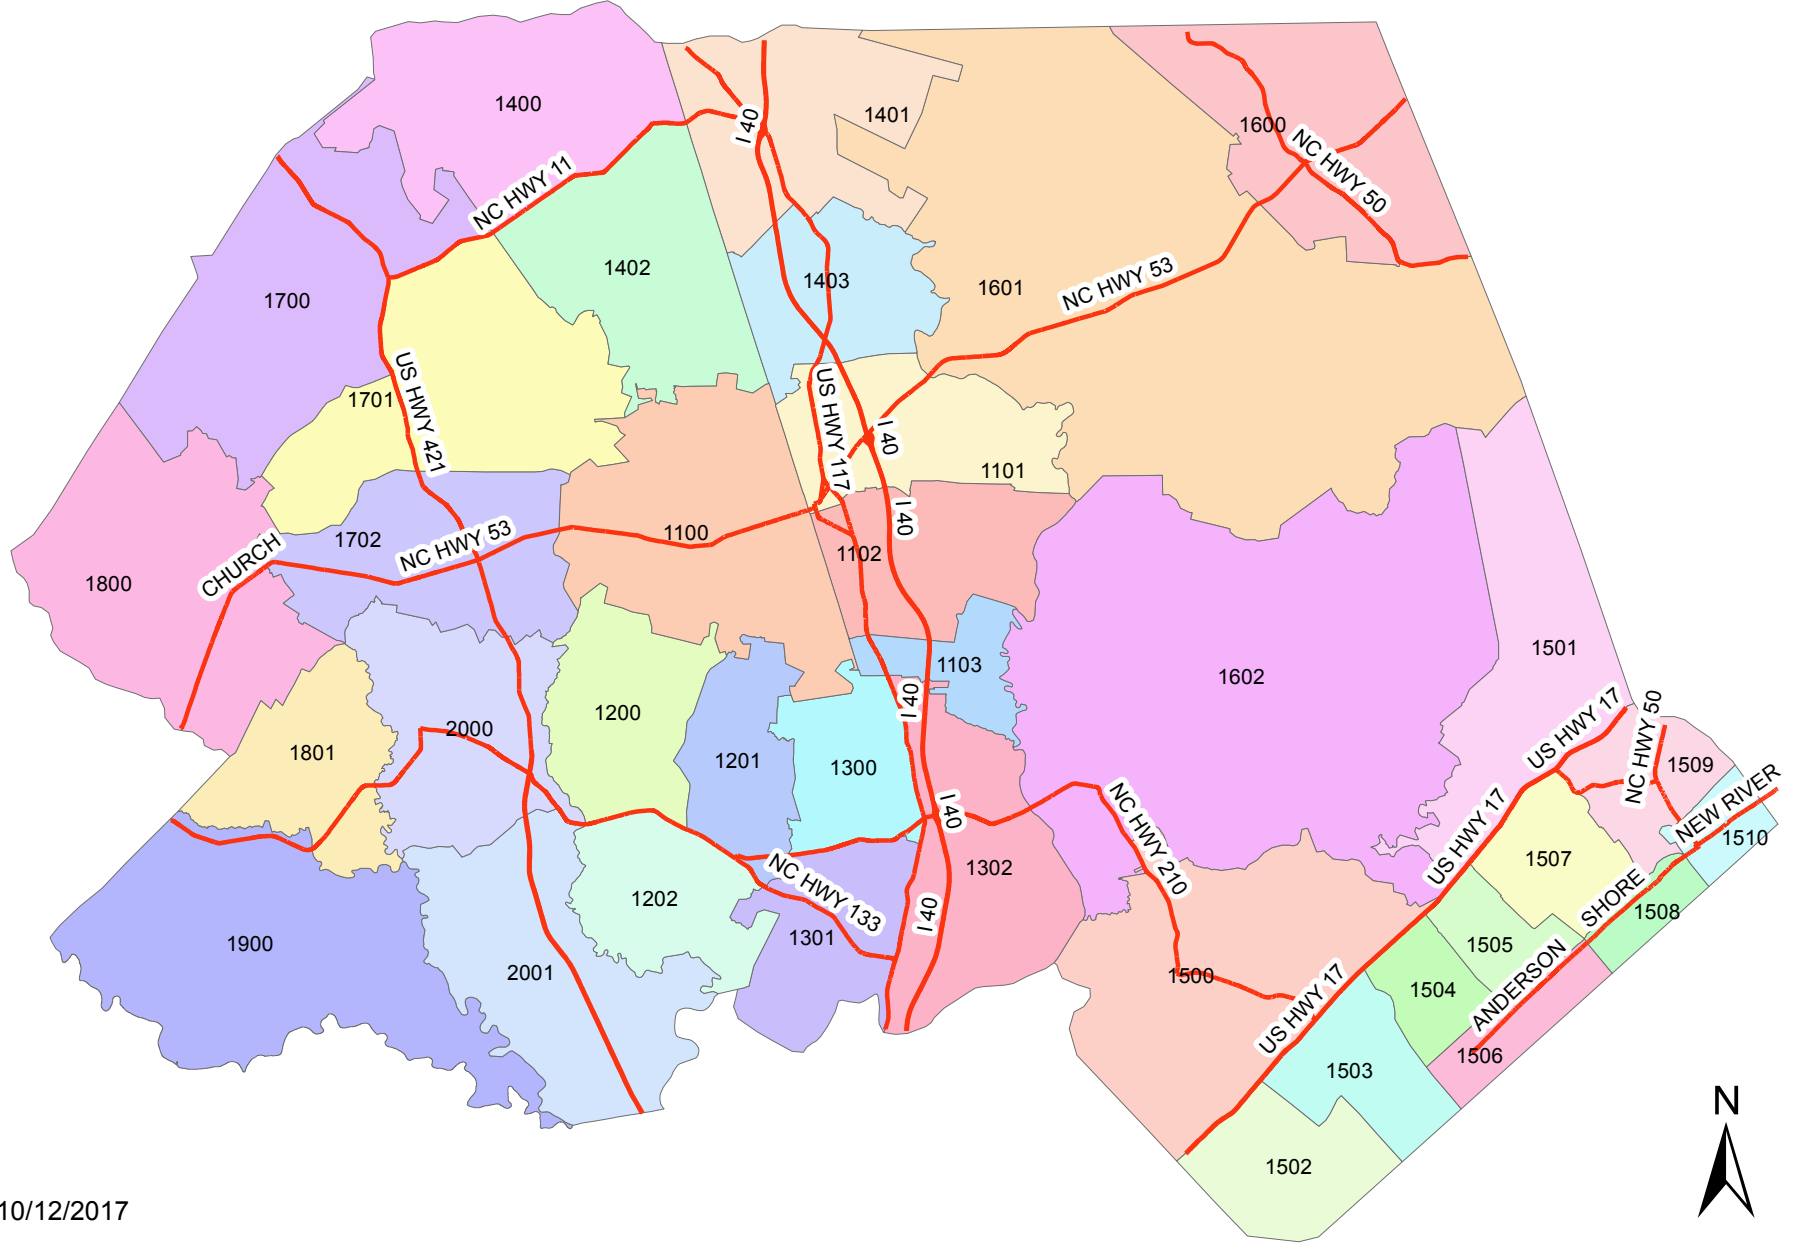 1400
1401
I 40
1600
NC HWY 50
NC HWY 11
1402
1403
1601
NC HWY 53
1700
1701
US HWY 421
US HWY 117
I 40
1101
I 40
1702
NC HWY 53
1100
1102
CHURCH
1800
1103
1602
1501
2000
1200
1201
1300
I 40
1801
US HWY 17
NC HWY 50
1509
NEW RIVER
1510
I 40
NC HWY 210
US HWY 17
1507
1302
NC HWY 133
1202
1301
I 40
SHORE
1508
1505
1900
2001
1500
1504
ANDERSON
US HWY 17
1506
1503
1502
N
10/12/2017